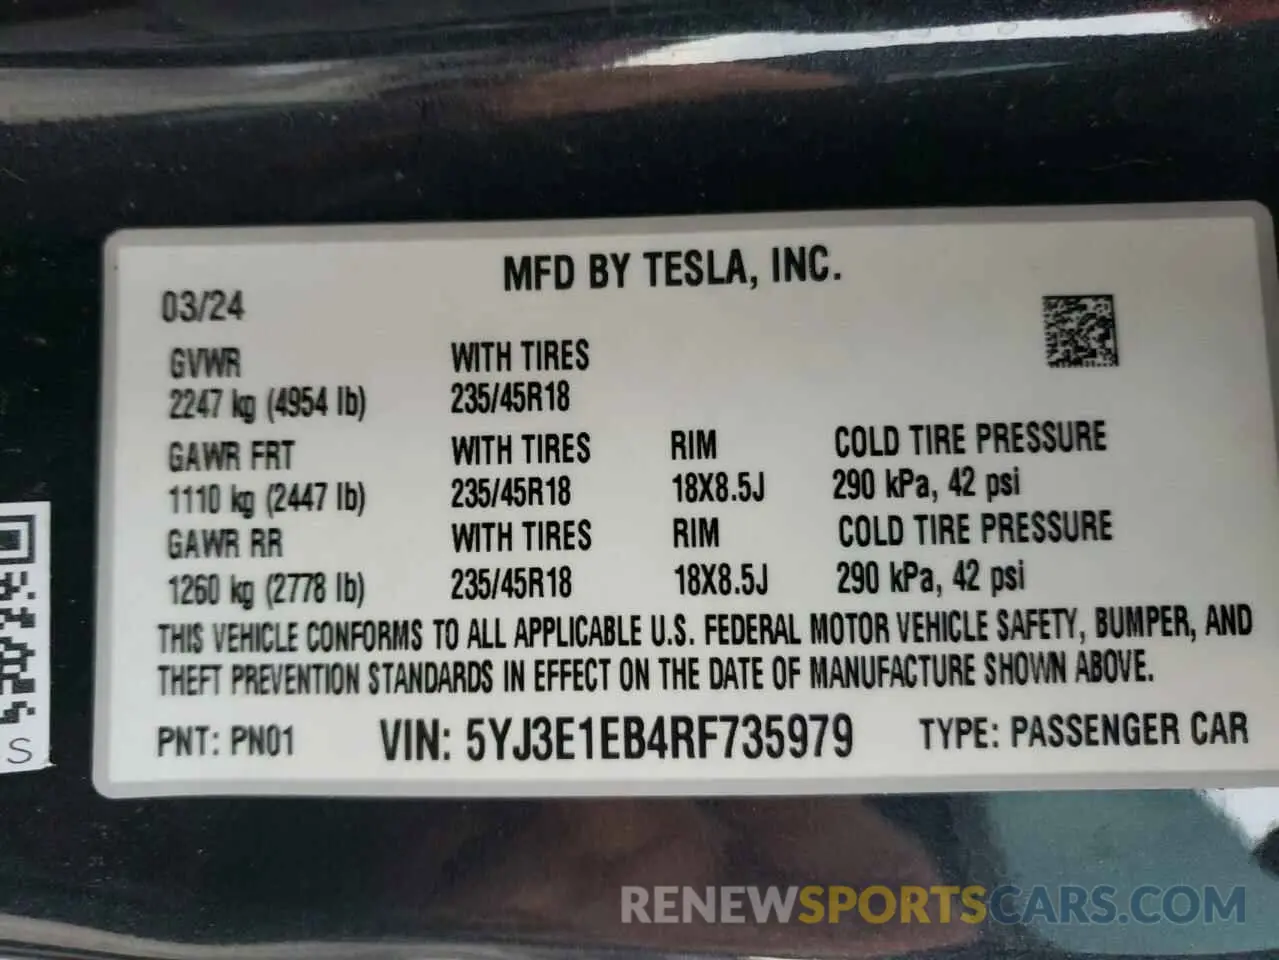 MFD BY TESLA, INC.
03/24
GVWR WITH TIRES
2247 kg (4954 lb) 235/45R18
GAWR FRT WITH TIRES RIM COLD TIRE PRESSURE
1110 kg (2447 lb) 235/45R18 18X8.5J 290 kPa, 42 psi
GAWR RR WITH TIRES RIM COLD TIRE PRESSURE
1260 kg (2778 lb) 235/45R18 18X8.5J 290 kPa, 42 psi
THIS VEHICLE CONFORMS TO ALL APPLICABLE U.S. FEDERAL MOTOR VEHICLE SAFETY, BUMPER, AND
THEFT PREVENTION STANDARDS IN EFFECT ON THE DATE OF MANUFACTURE SHOWN ABOVE.
PNT: PN01 VIN: 5YJ3E1EB4RF735979 TYPE: PASSENGER CAR
S
RENEWSPORTSCARS.COM